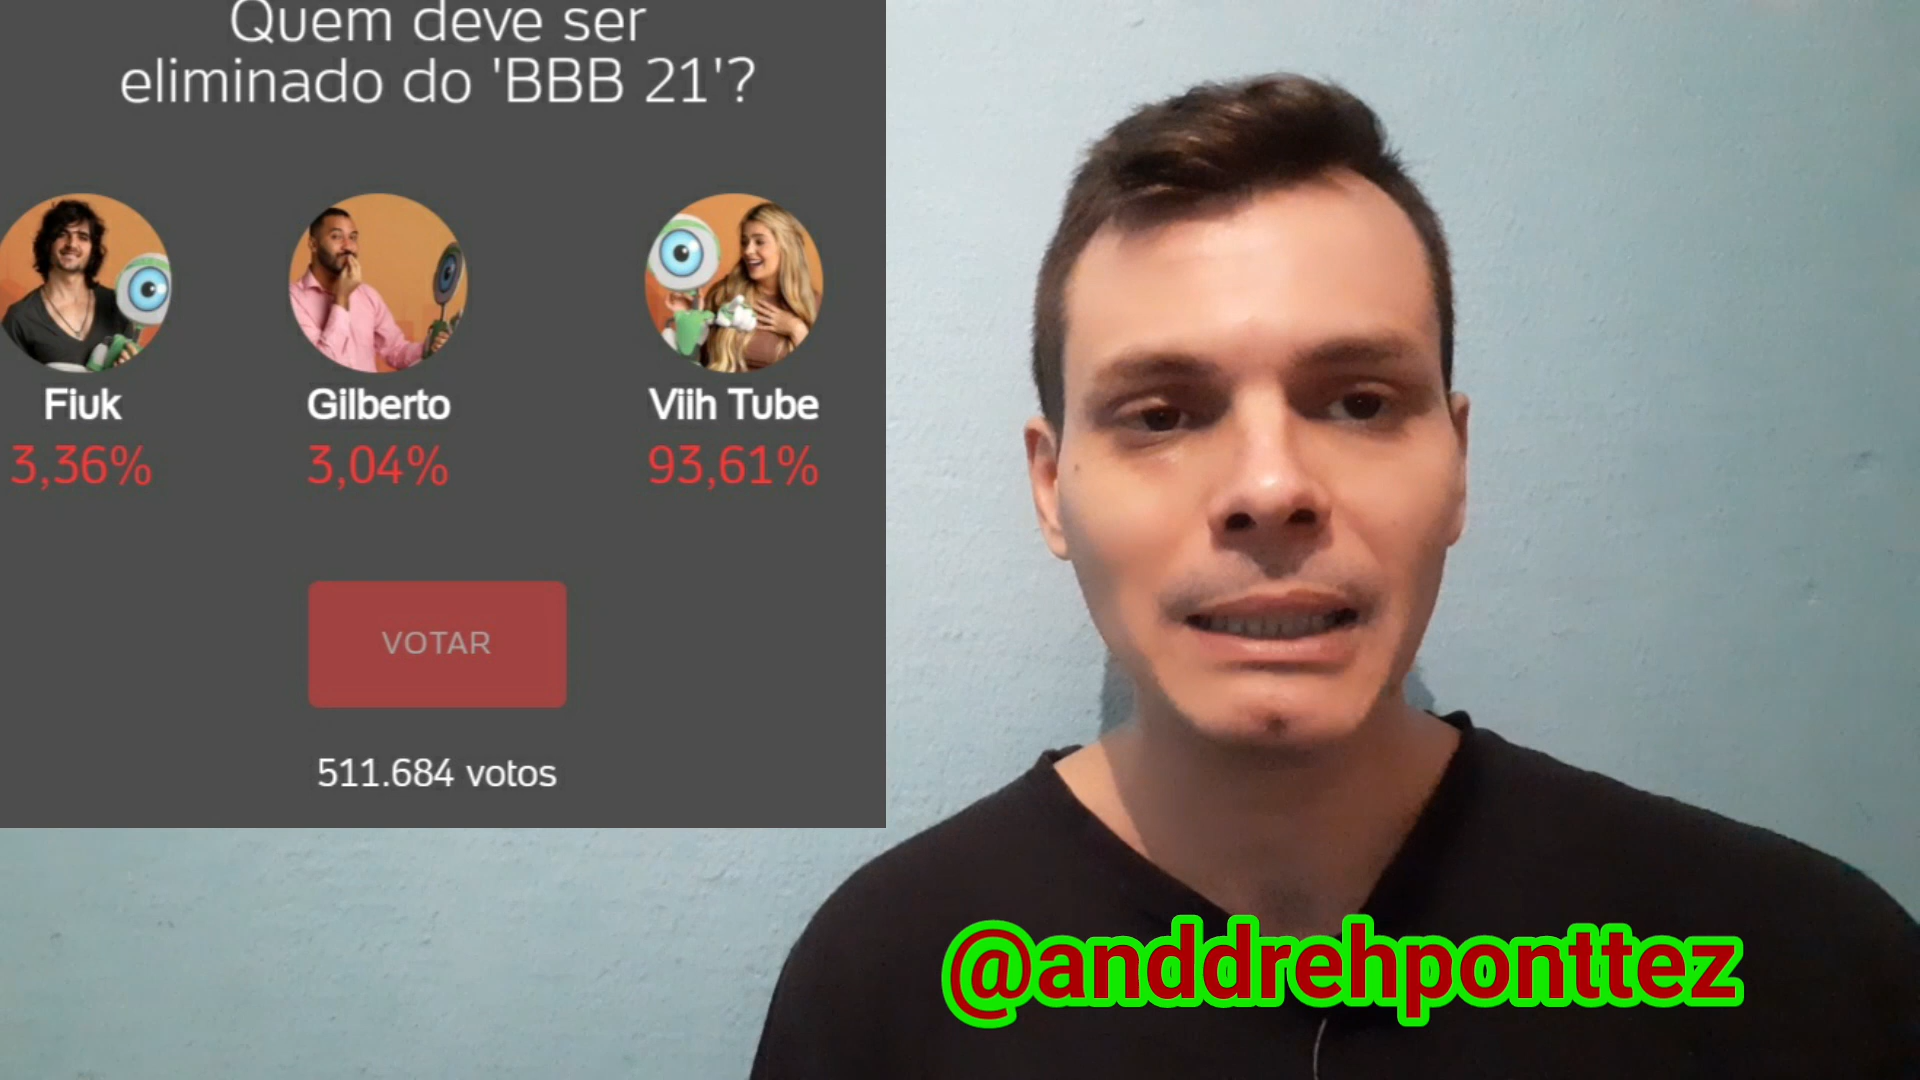 Quem deve ser
eliminado do 'BBB 21'?
Fiuk
Gilberto
Viih Tube
3,36%
3,04%
93,61%
VOTAR
511.684 votos
@anddrehponttez